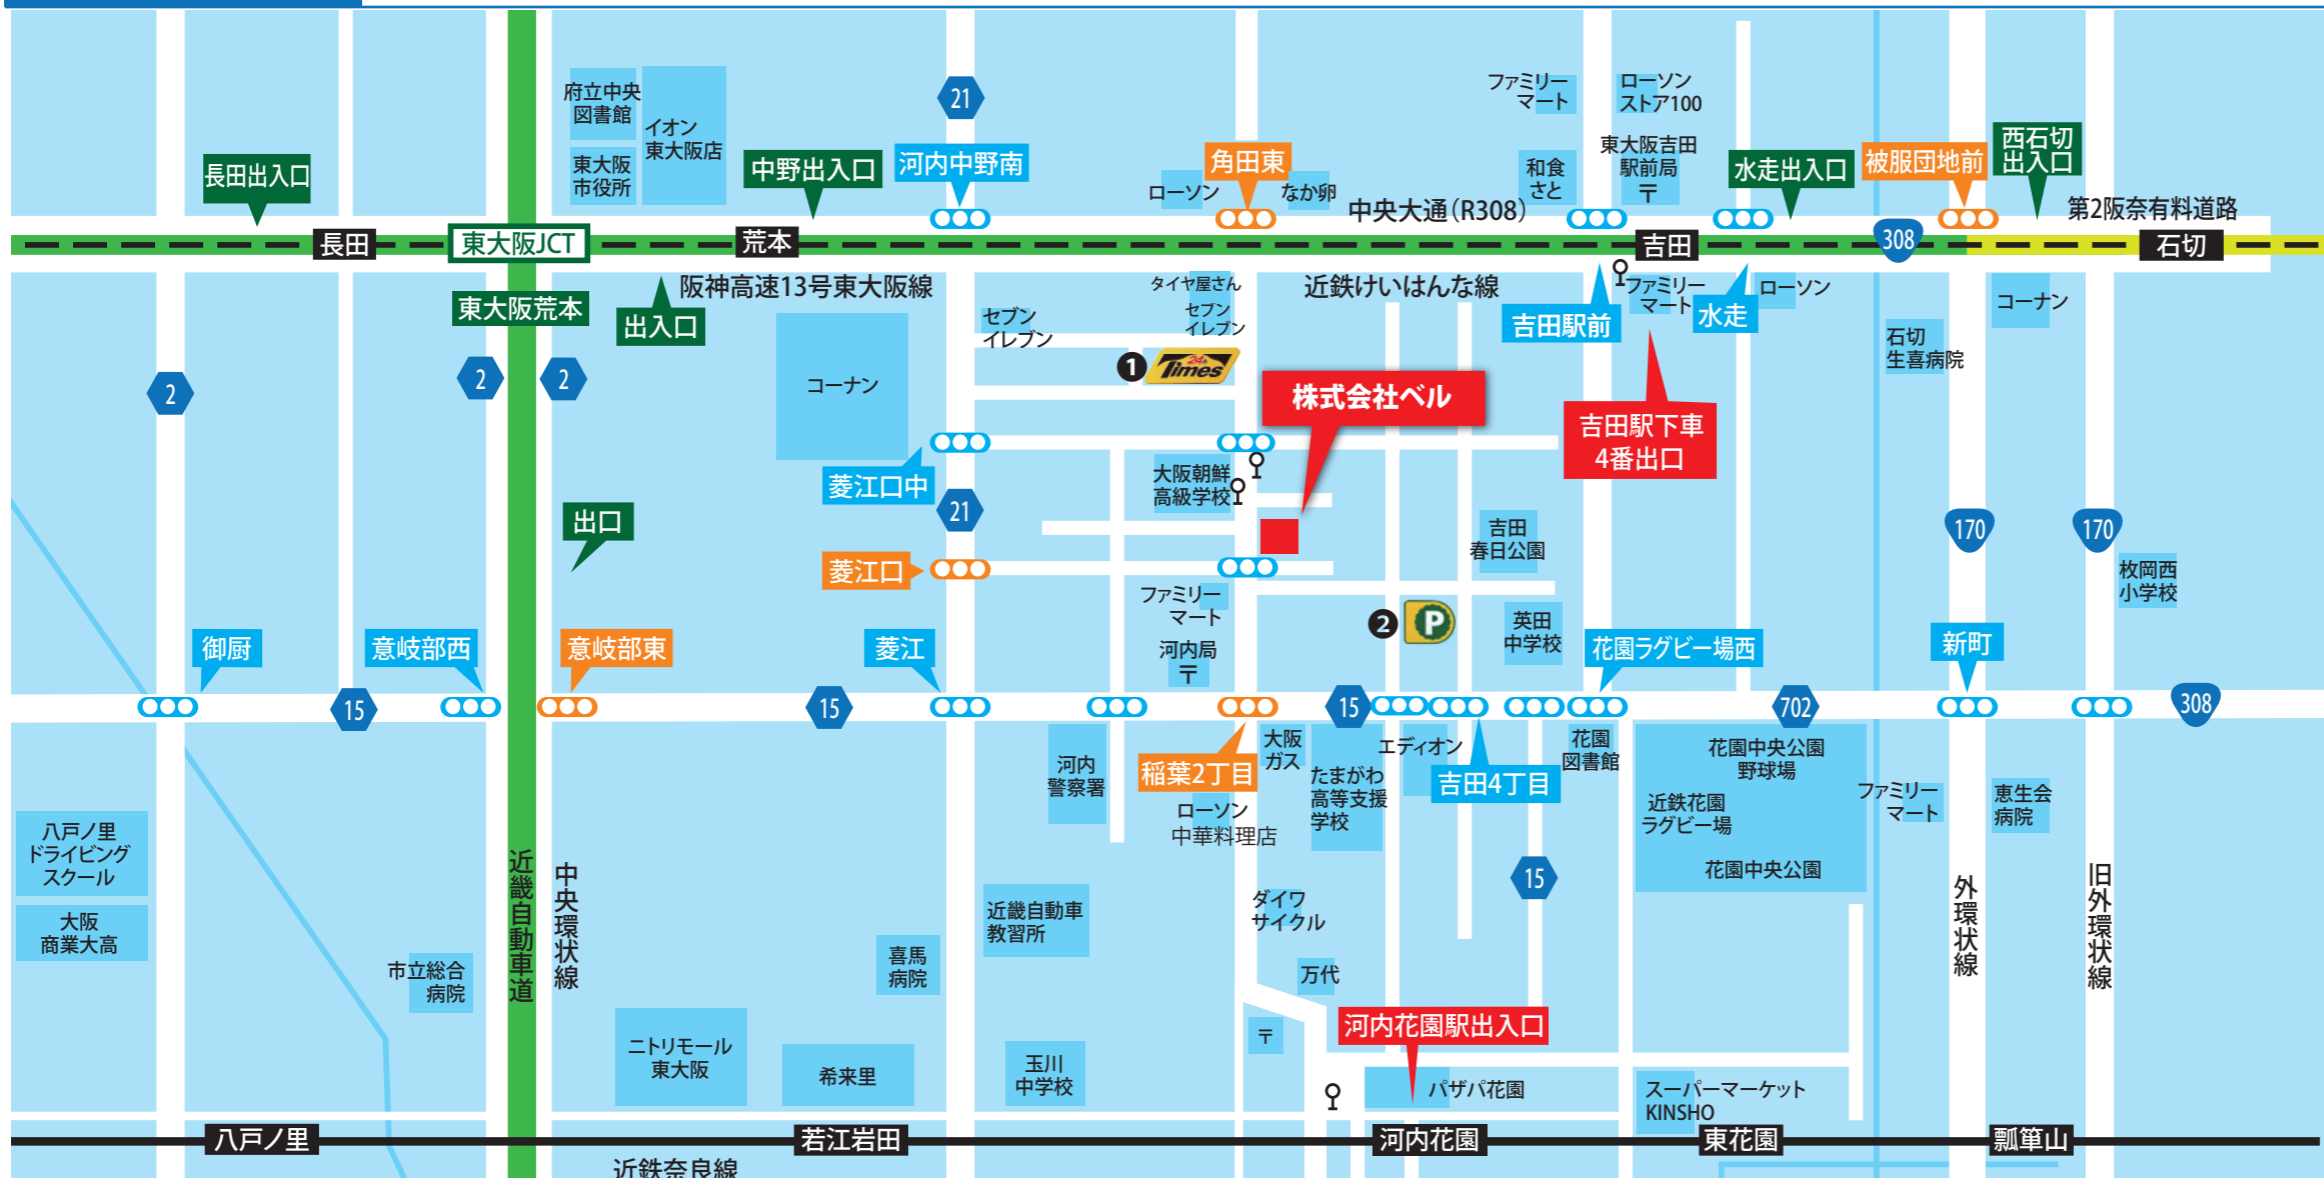 府立中央
図書館
イオン
東大阪店
東大阪
市役所
21
ファミリー
マート
ローソン
ストア100
東大阪吉田
駅前局
〒
和食
さと
長田出入口
中野出入口
河内中野南
角田東
ローソン
なか卵
水走出入口
被服団地前
西石切
出入口
中央大通(R308)
第2阪奈有料道路
長田
東大阪JCT
荒本
吉田
308
石切
阪神高速13号東大阪線
近鉄けいはんな線
東大阪荒本
出入口
セブン
イレブン
タイヤ屋さん
セブン
イレブン
吉田駅前
ファミリー
マート
水走
ローソン
コーナン
石切
生喜病院
2
2
2
コーナン
❶
24h
Times
株式会社ベル
吉田駅下車
4番出口
菱江口中
大阪朝鮮
高級学校
21
出口
吉田
春日公園
170
170
菱江口
枚岡西
小学校
ファミリー
マート
❷
P
英田
中学校
御厨
意岐部西
意岐部東
菱江
河内局
〒
花園ラグビー場西
新町
15
15
15
702
308
河内
警察署
稲葉2丁目
大阪
ガス
たまがわ
高等支援
学校
エディオン
吉田4丁目
花園
図書館
花園中央公園
野球場
近鉄花園
ラグビー場
花園中央公園
ファミリー
マート
恵生会
病院
ローソン
中華料理店
八戸ノ里
ドライビング
スクール
大阪
商業大高
近畿自動車道
中央環状線
15
外環状線
旧外環状線
近畿自動車
教習所
ダイワ
サイクル
喜馬
病院
市立総合
病院
万代
ニトリモール
東大阪
希来里
玉川
中学校
〒
河内花園駅出入口
パザパ花園
スーパーマーケット
KINSHO
八戸ノ里
若江岩田
河内花園
東花園
瓢箪山
近鉄奈良線